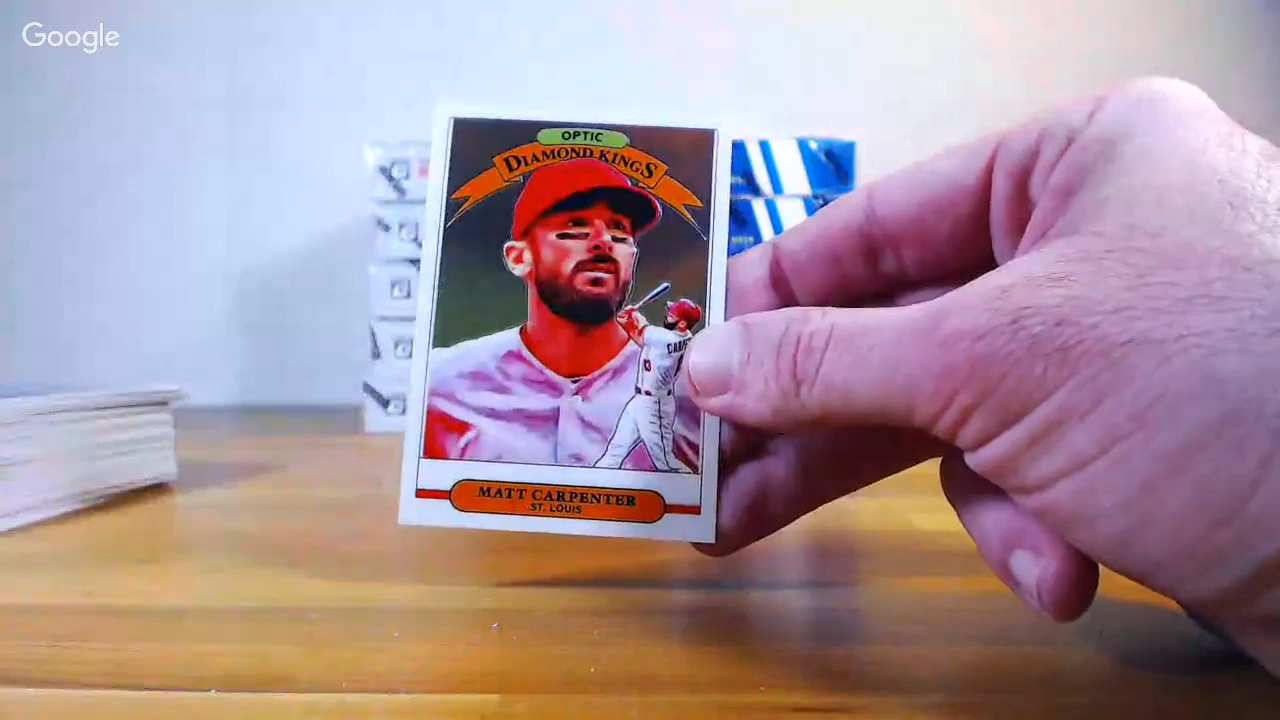 Google
OPTIC
DIAMOND KINGS
MATT CARPENTER
ST. LOUIS